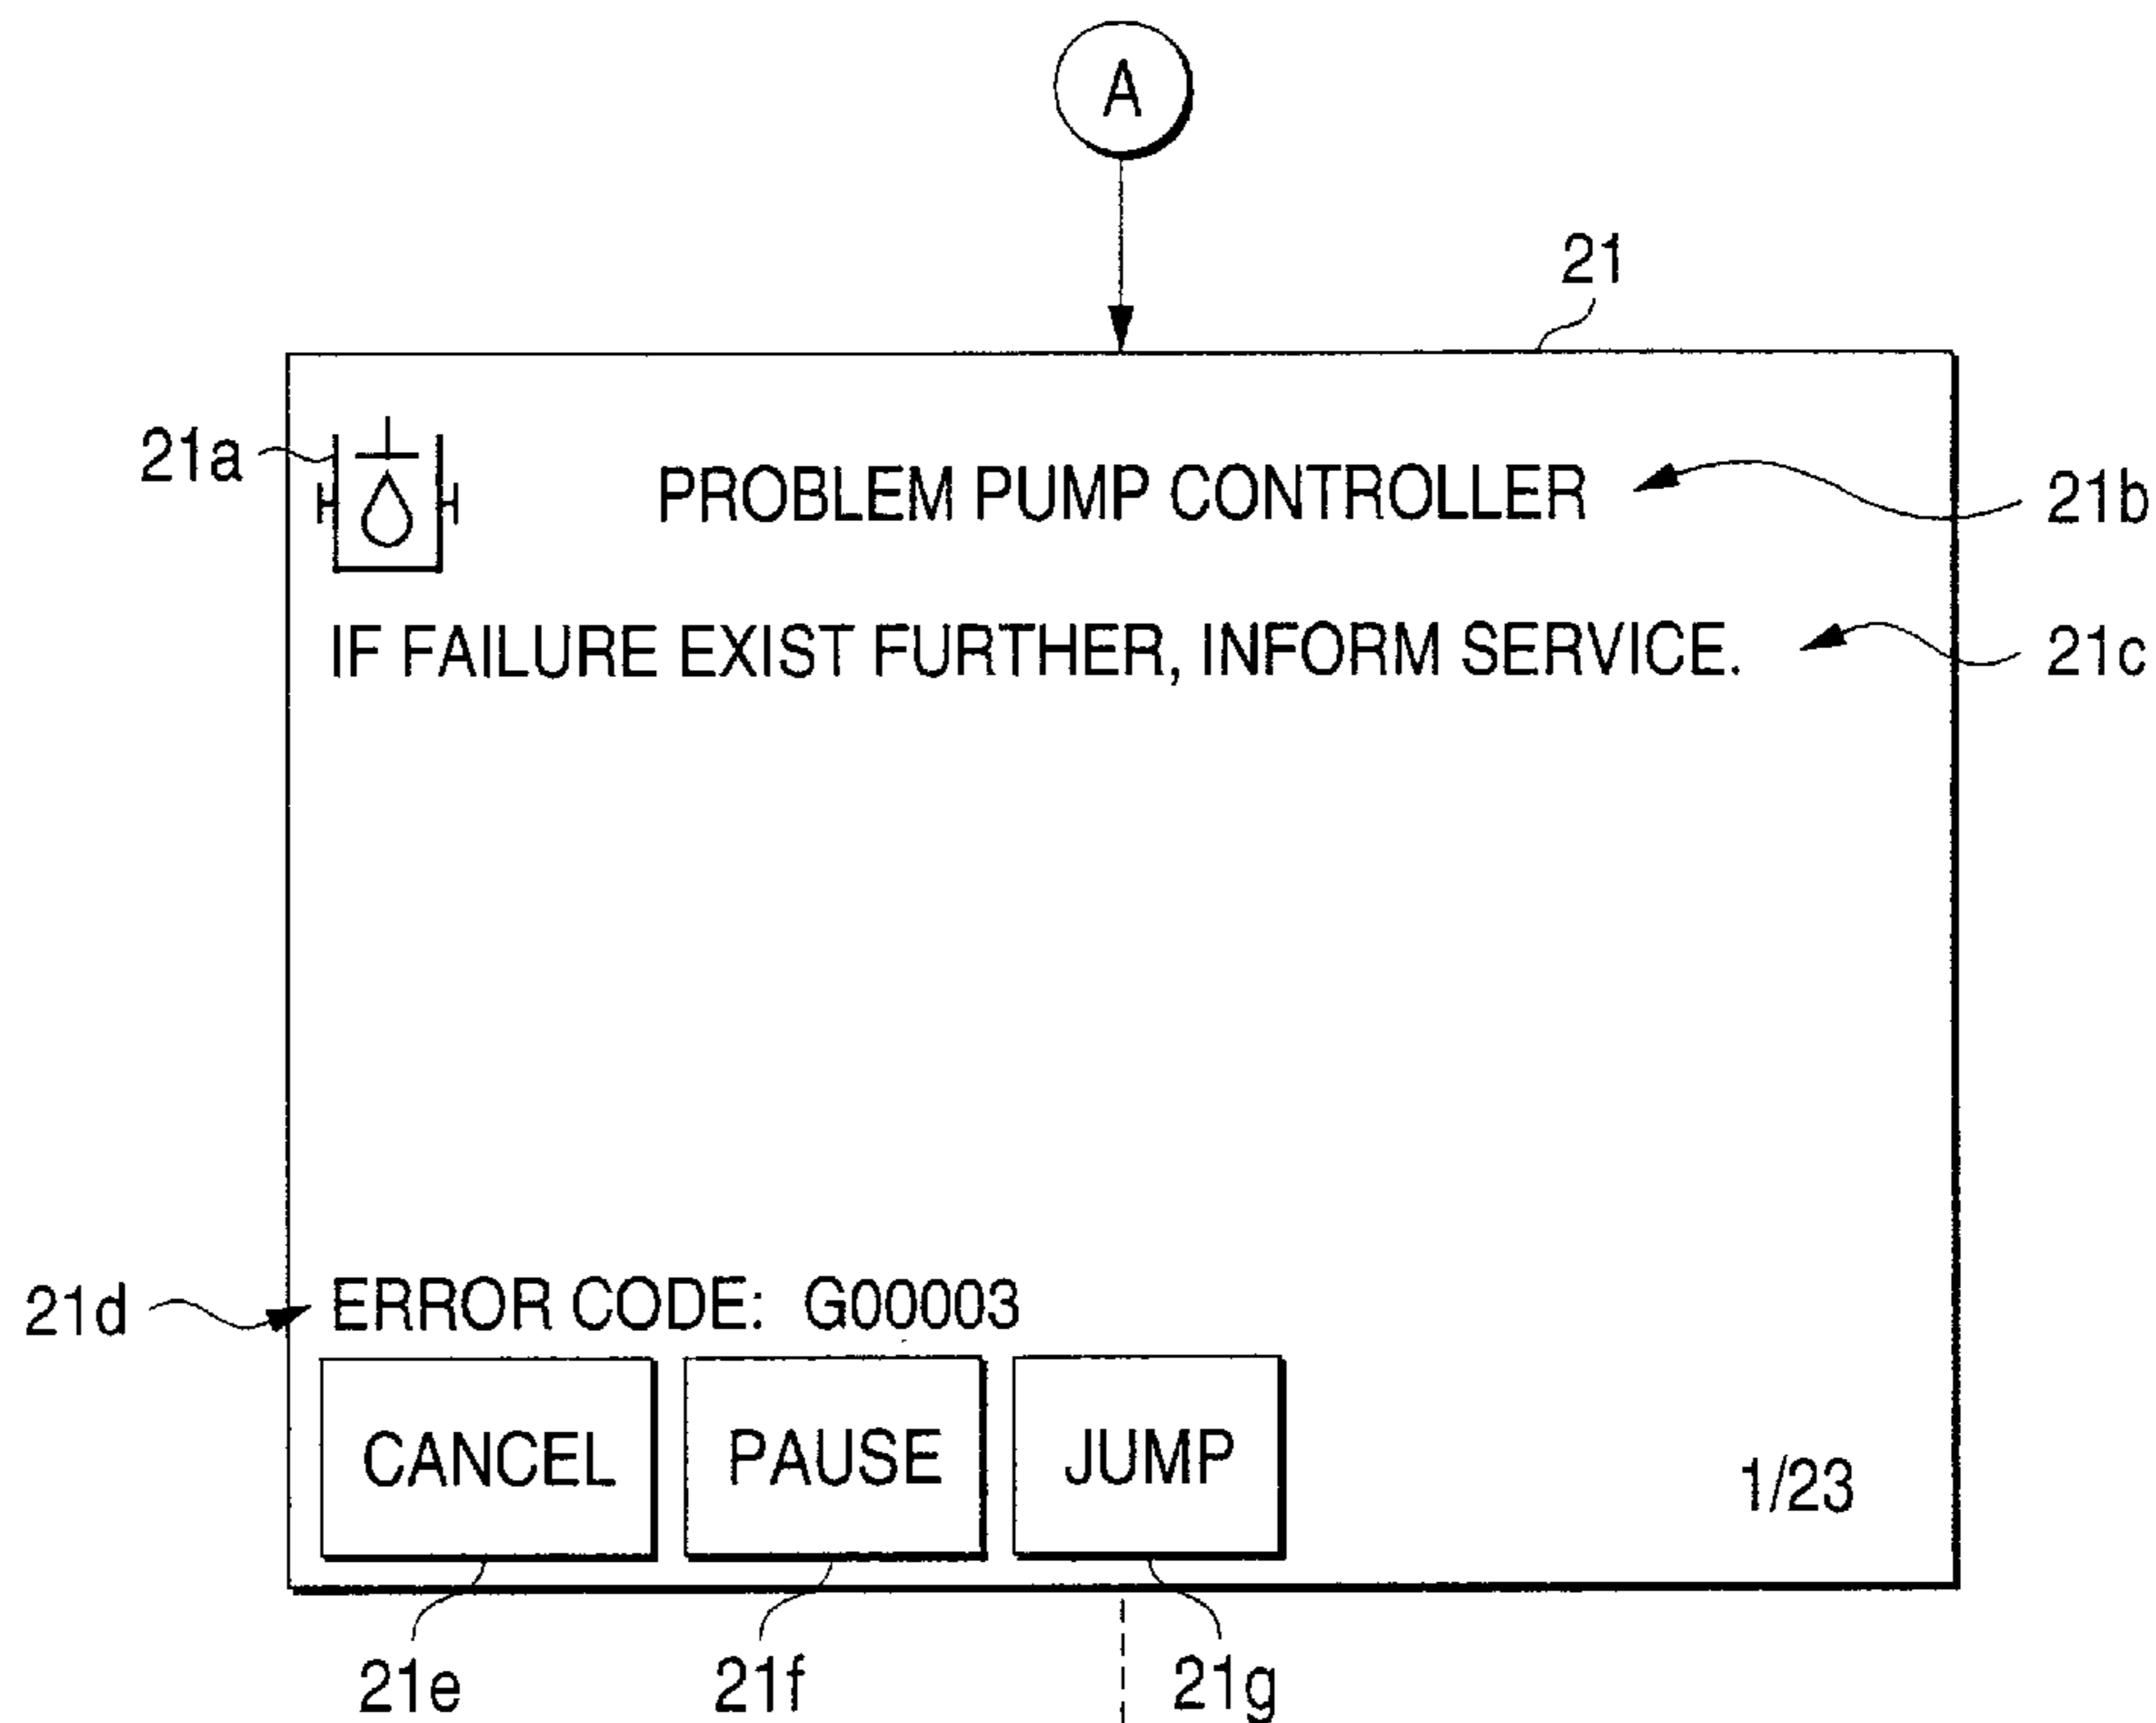 A
21
21a
PROBLEM PUMP CONTROLLER
21b
IF FAILURE EXIST FURTHER, INFORM SERVICE.
21c
21d
ERROR CODE: G00003
CANCEL
PAUSE
JUMP
1/23
21e
21f
21g